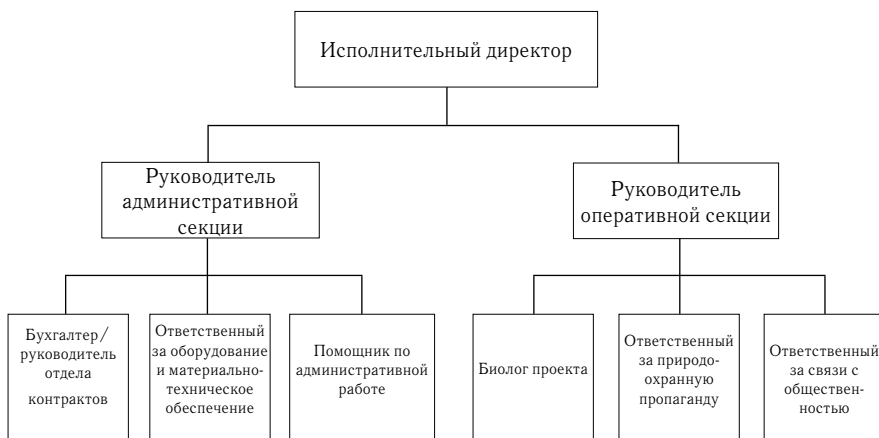 Исполнительный директор
Руководитель
административной
секции
Руководитель
оперативной секции
Бухгалтер/
руководитель
отдела
контрактов
Ответственный
за оборудование
и материально-
техническое
обеспечение
Помощник по
административной
работе
Биолог проекта
Ответственный
за природо-
охранную
пропаганду
Ответственный
за связи с
обществен-
ностью